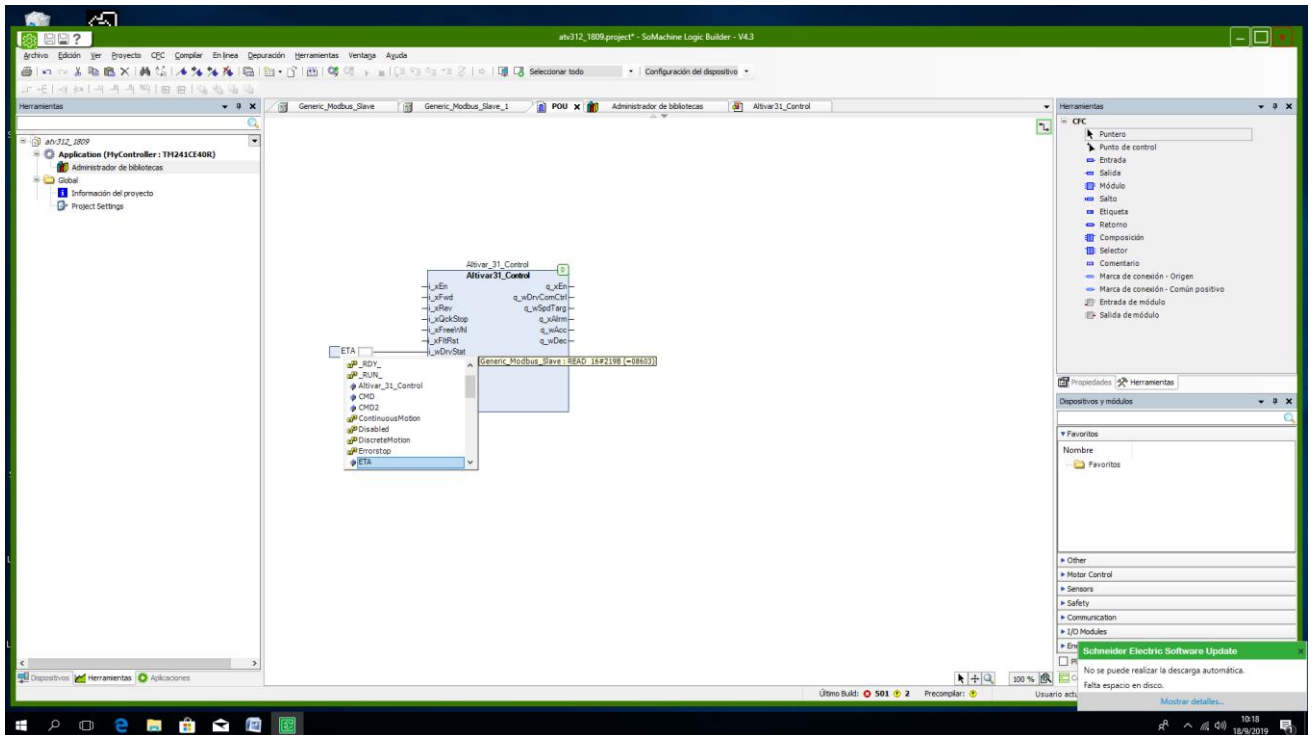 atv312_1809.project* - SoMachine Logic Builder - V4.3
Archivo Edición Ver Proyecto CFC Compilar En línea Depuración Herramientas Ventana Ayuda
Seleccionar todo Configuración del dispositivo
Herramientas
atv312_1809
Application (MyController : TM241CE40R)
Administrador de bibliotecas
Global
Información del proyecto
Project Settings
Dispositivos Herramientas Aplicaciones
Generic_Modbus_Slave Generic_Modbus_Slave_1 POU Administrador de bibliotecas Altivar31_Control
Altivar_31_Control
0
Altivar31_Control
i_xEn q_xEn
i_xFwd q_wDrvComCtrl
i_xRev q_wSpdTarg
i_xQckStop q_xAlrm
i_xFreeWhl q_wAcc
i_xFltRst q_wDec
ETA i_wDrvStat
Generic_Modbus_Slave : READ 16#219B (=08603)
_RDY_
_RUN_
Altivar_31_Control
CMD
CMD2
ContinuousMotion
Disabled
DiscreteMotion
Errorstop
ETA
100 %
Herramientas
CFC
Puntero
Punto de control
Entrada
Salida
Módulo
Salto
Etiqueta
Retorno
Composición
Selector
Comentario
Marca de conexión - Origen
Marca de conexión - Común positivo
Entrada de módulo
Salida de módulo
Propiedades Herramientas
Dispositivos y módulos
Favoritos
Nombre
Favoritos
Other
Motor Control
Sensors
Safety
Communication
I/O Modules
Schneider Electric Software Update
No se puede realizar la descarga automática.
Falta espacio en disco.
Mostrar detalles...
Último Build: 501 2 Precompilar:
Usuario
10:18
18/9/2019